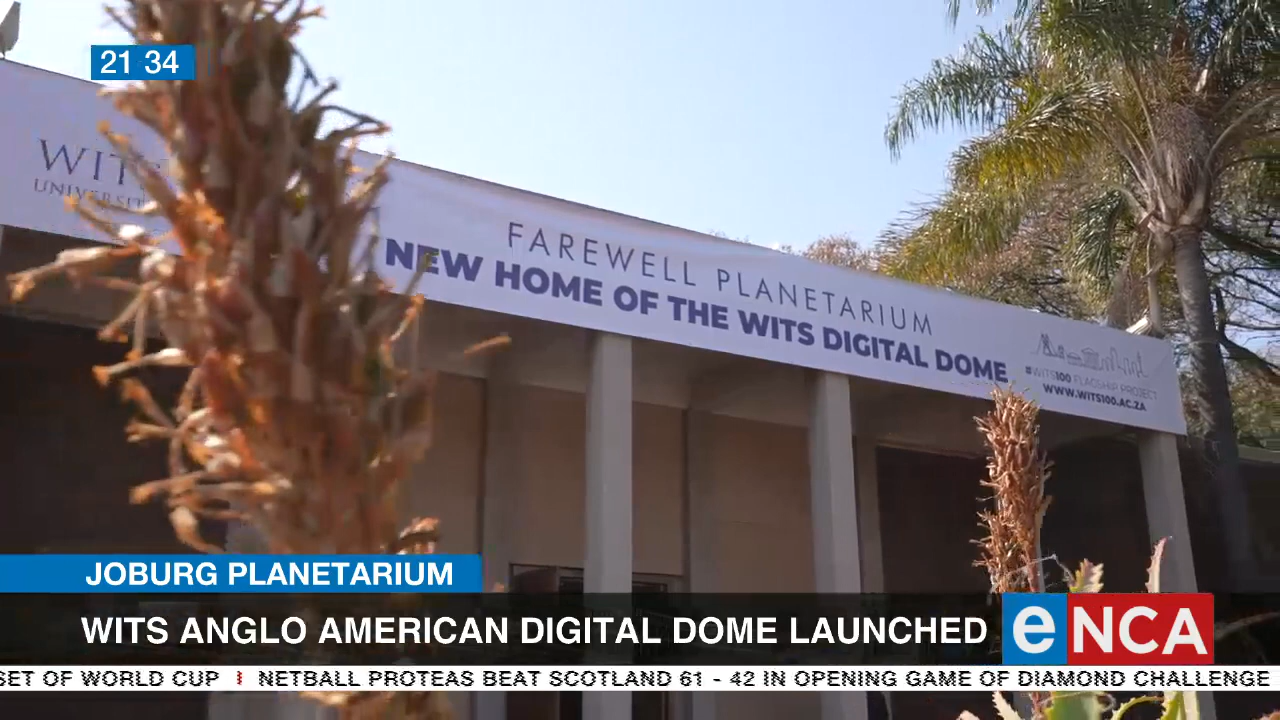 21 34
WITS
FAREWELL PLANETARIUM
NEW HOME OF THE WITS DIGITAL DOME
#WITS100 FLAGSHIP PROJECT
WWW.WITS100.AC.ZA
JOBURG PLANETARIUM
WITS ANGLO AMERICAN DIGITAL DOME LAUNCHED
eNCA
SET OF WORLD CUP NETBALL PROTEAS BEAT SCOTLAND 61 - 42 IN OPENING GAME OF DIAMOND CHALLENGE